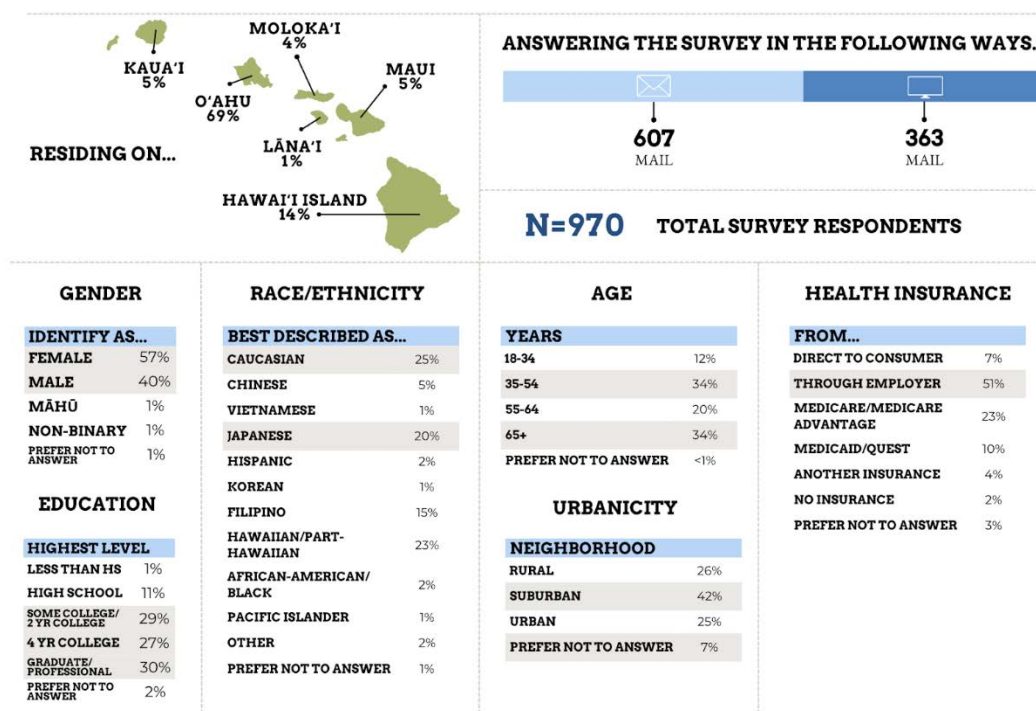 MOLOKAʻI
4%
KAUAʻI
5%
MAUI
5%
OʻAHU
69%
LĀNAʻI
1%
RESIDING ON...
HAWAIʻI ISLAND
14%
ANSWERING THE SURVEY IN THE FOLLOWING WAYS.
607
MAIL
363
MAIL
N=970 TOTAL SURVEY RESPONDENTS
GENDER
IDENTIFY AS...
FEMALE 57%
MALE 40%
MĀHŪ 1%
NON-BINARY 1%
PREFER NOT TO
ANSWER 1%
EDUCATION
HIGHEST LEVEL
LESS THAN HS 1%
HIGH SCHOOL 11%
SOME COLLEGE/
2 YR COLLEGE 29%
4 YR COLLEGE 27%
GRADUATE/
PROFESSIONAL 30%
PREFER NOT TO
ANSWER 2%
RACE/ETHNICITY
BEST DESCRIBED AS...
CAUCASIAN 25%
CHINESE 5%
VIETNAMESE 1%
JAPANESE 20%
HISPANIC 2%
KOREAN 1%
FILIPINO 15%
HAWAIIAN/PART-
HAWAIIAN 23%
AFRICAN-AMERICAN/
BLACK 2%
PACIFIC ISLANDER 1%
OTHER 2%
PREFER NOT TO ANSWER 1%
AGE
YEARS
18-34 12%
35-54 34%
55-64 20%
65+ 34%
PREFER NOT TO ANSWER <1%
URBANICITY
NEIGHBORHOOD
RURAL 26%
SUBURBAN 42%
URBAN 25%
PREFER NOT TO ANSWER 7%
HEALTH INSURANCE
FROM...
DIRECT TO CONSUMER 7%
THROUGH EMPLOYER 51%
MEDICARE/MEDICARE
ADVANTAGE 23%
MEDICAID/QUEST 10%
ANOTHER INSURANCE 4%
NO INSURANCE 2%
PREFER NOT TO ANSWER 3%